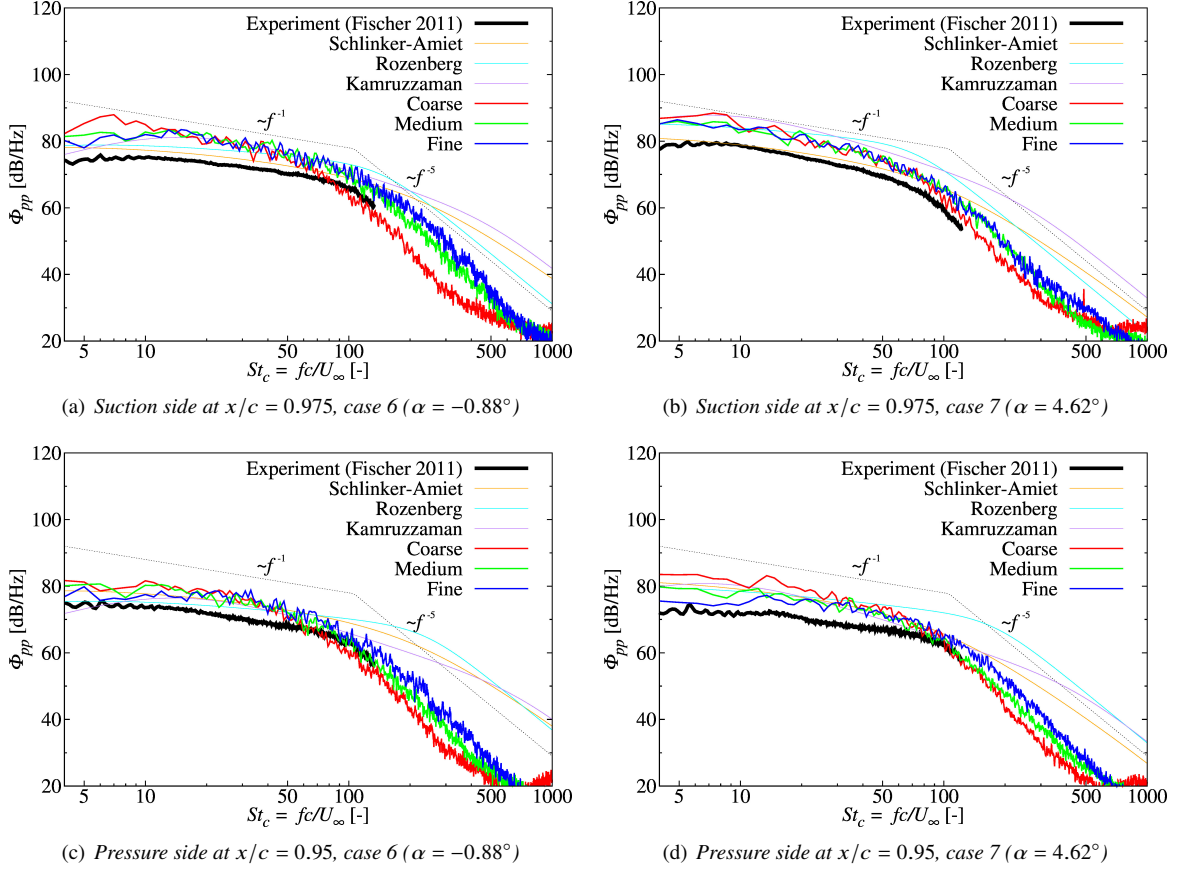 120
100
80
60
40
20
Φpp [dB/Hz]
Experiment (Fischer 2011)
Schlinker-Amiet
Rozenberg
Kamruzzaman
Coarse
Medium
Fine
~f -1
~f -5
5 10 50 100 500 1000
Stc = fc/U∞ [-]
(a) Suction side at x/c = 0.975, case 6 (α = −0.88°)
120
100
80
60
40
20
Φpp [dB/Hz]
Experiment (Fischer 2011)
Schlinker-Amiet
Rozenberg
Kamruzzaman
Coarse
Medium
Fine
~f -1
~f -5
5 10 50 100 500 1000
Stc = fc/U∞ [-]
(b) Suction side at x/c = 0.975, case 7 (α = 4.62°)
120
100
80
60
40
20
Φpp [dB/Hz]
Experiment (Fischer 2011)
Schlinker-Amiet
Rozenberg
Kamruzzaman
Coarse
Medium
Fine
~f -1
~f -5
5 10 50 100 500 1000
Stc = fc/U∞ [-]
(c) Pressure side at x/c = 0.95, case 6 (α = −0.88°)
120
100
80
60
40
20
Φpp [dB/Hz]
Experiment (Fischer 2011)
Schlinker-Amiet
Rozenberg
Kamruzzaman
Coarse
Medium
Fine
~f -1
~f -5
5 10 50 100 500 1000
Stc = fc/U∞ [-]
(d) Pressure side at x/c = 0.95, case 7 (α = 4.62°)